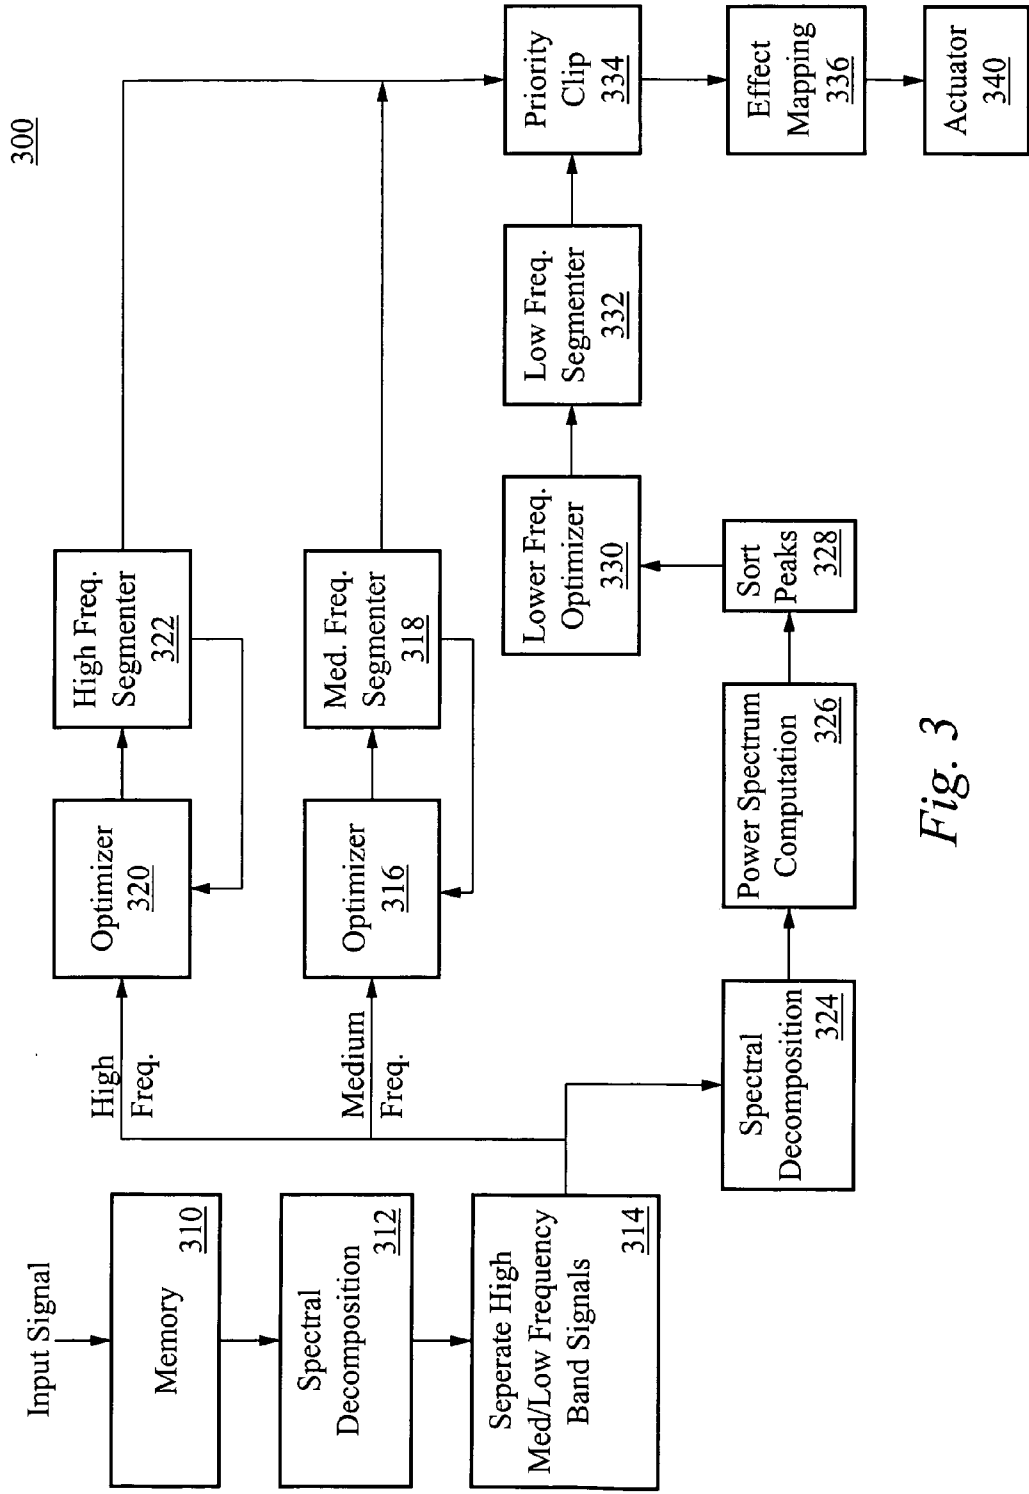 300
Input Signal
Memory
310
Spectral
Decomposition
312
Seperate High
Med/Low Frequency
Band Signals
314
High
Freq.
Optimizer
320
High Freq.
Segmenter
322
Medium
Freq.
Optimizer
316
Med. Freq.
Segmenter
318
Spectral
Decomposition
324
Power Spectrum
Computation
326
Sort
Peaks
328
Lower Freq.
Optimizer
330
Low Freq.
Segmenter
332
Priority
Clip
334
Effect
Mapping
336
Actuator
340
Fig. 3